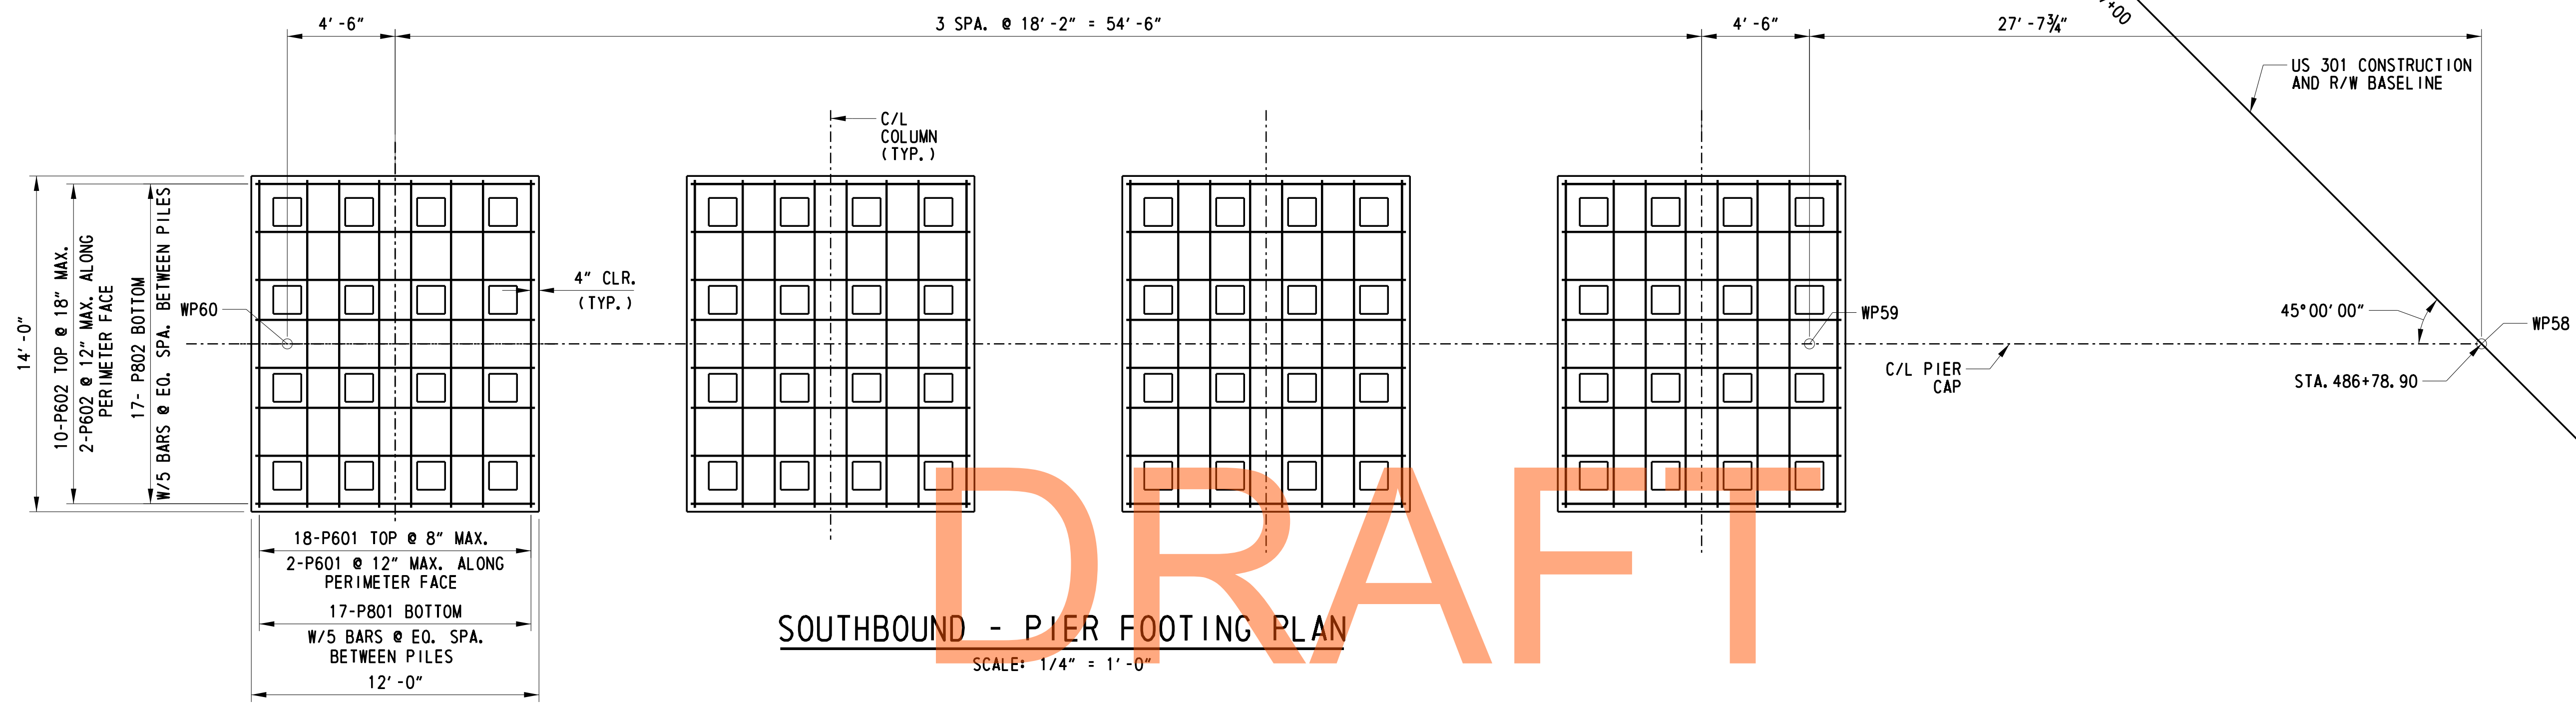 4'-6"
3 SPA. @ 18'-2" = 54'-6"
4'-6"
27'-7¾"
+00
US 301 CONSTRUCTION
AND R/W BASELINE
C/L
COLUMN
(TYP.)
14'-0"
10-P602 TOP @ 18" MAX.
2-P602 @ 12" MAX. ALONG
PERIMETER FACE
17- P802 BOTTOM
W/5 BARS @ EQ. SPA. BETWEEN PILES
4" CLR.
(TYP.)
WP60
WP59
45°00'00"
WP58
C/L PIER
CAP
STA. 486+78.90
18-P601 TOP @ 8" MAX.
2-P601 @ 12" MAX. ALONG
PERIMETER FACE
17-P801 BOTTOM
W/5 BARS @ EQ. SPA.
BETWEEN PILES
12'-0"
SOUTHBOUND - PIER FOOTING PLAN
SCALE: 1/4" = 1'-0"
DRAFT